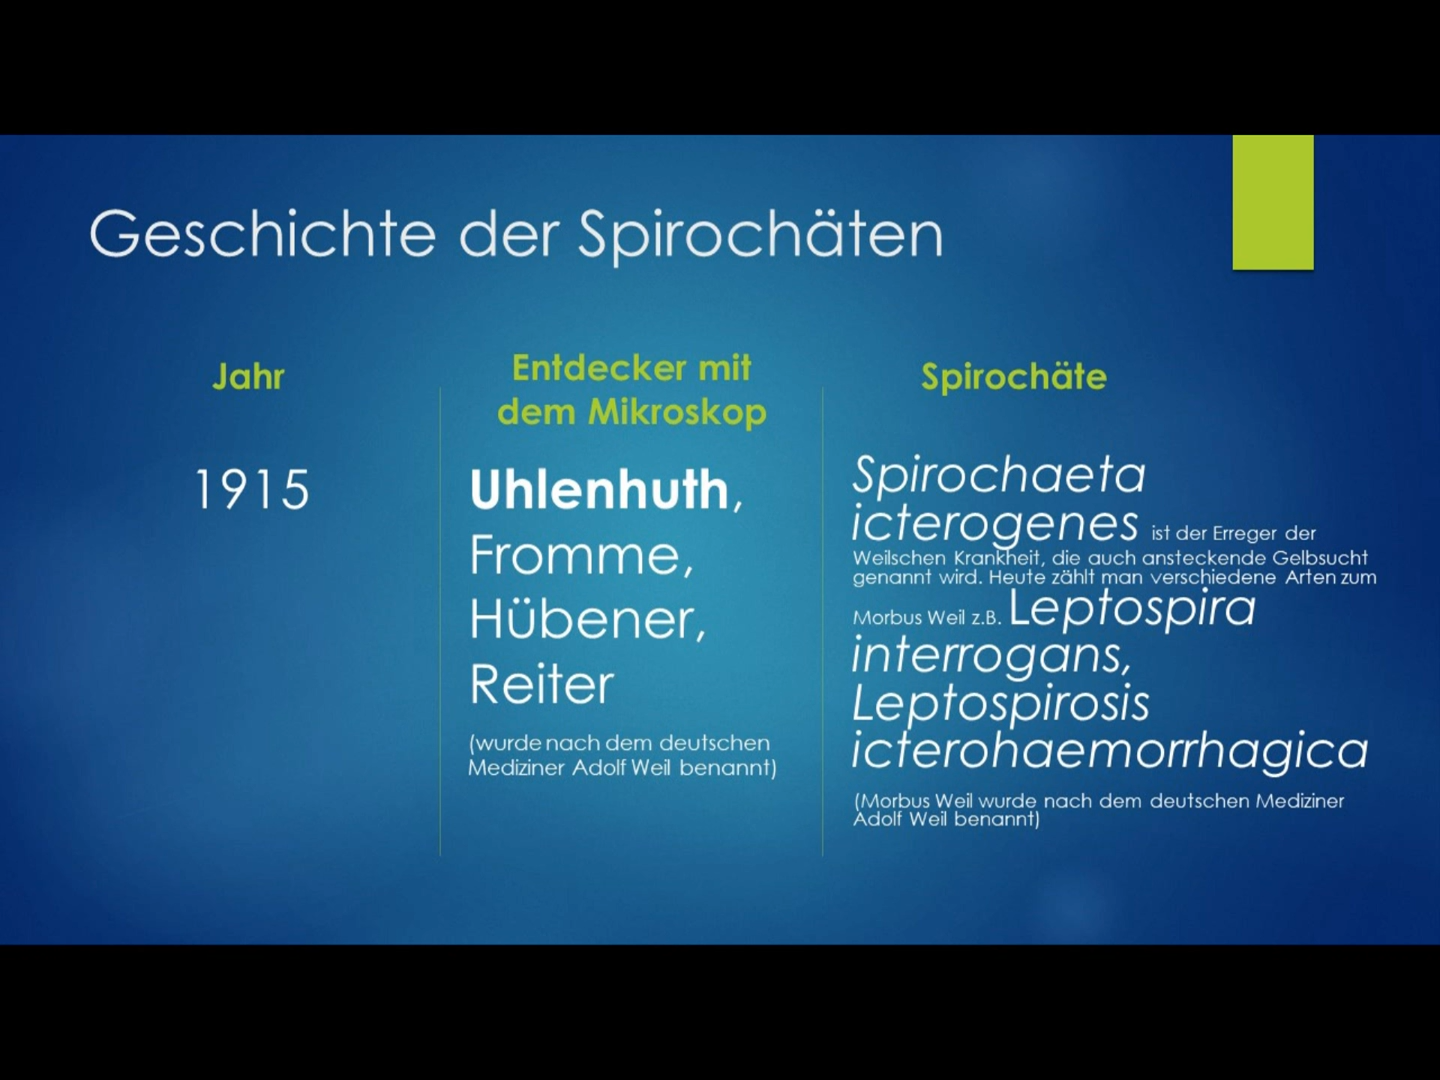 Geschichte der Spirochäten
Jahr
1915
Entdecker mit
dem Mikroskop
Uhlenhuth,
Fromme,
Hübener,
Reiter
(wurde nach dem deutschen
Mediziner Adolf Weil benannt)
Spirochäte
Spirochaeta
icterogenes ist der Erreger der
Weilschen Krankheit, die auch ansteckende Gelbsucht
genannt wird. Heute zählt man verschiedene Arten zum
Morbus Weil z.B. Leptospira
interrogans,
Leptospirosis
icterohaemorrhagica
(Morbus Weil wurde nach dem deutschen Mediziner
Adolf Weil benannt)